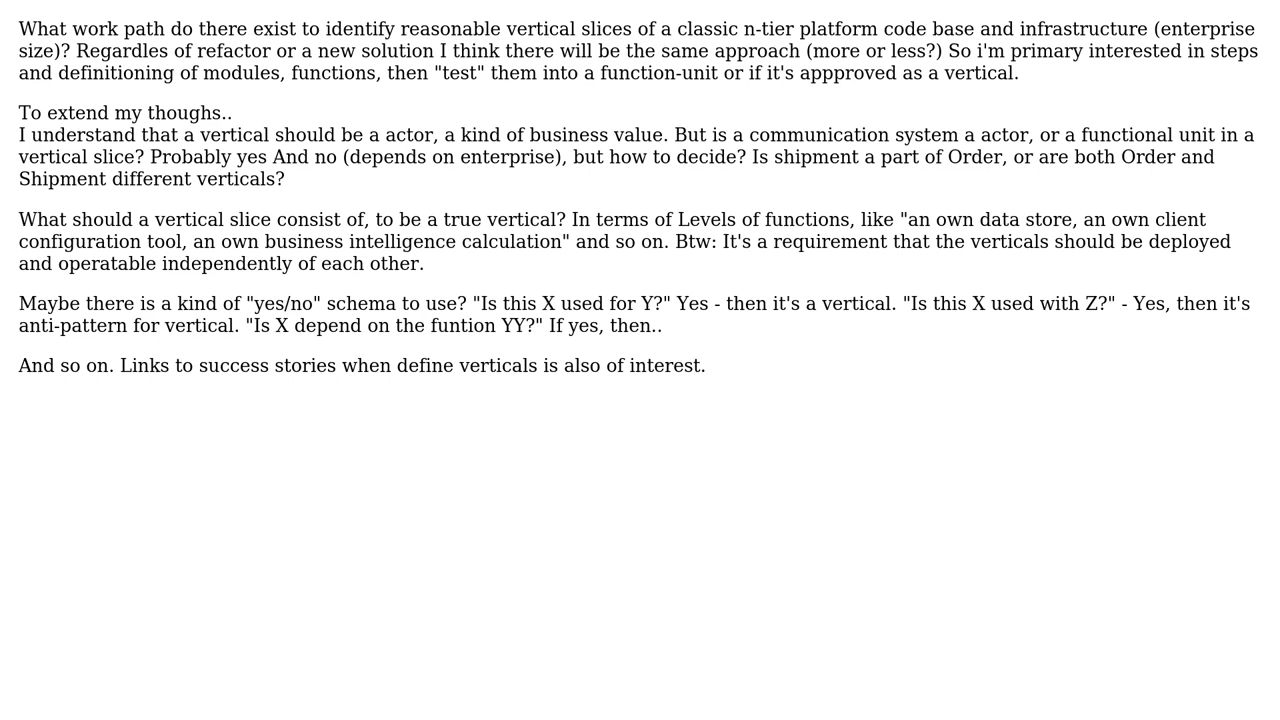 What work path do there exist to identify reasonable vertical slices of a classic n-tier platform code base and infrastructure (enterprise
size)? Regardles of refactor or a new solution I think there will be the same approach (more or less?) So i'm primary interested in steps
and definitioning of modules, functions, then "test" them into a function-unit or if it's appproved as a vertical.
To extend my thoughs..
I understand that a vertical should be a actor, a kind of business value. But is a communication system a actor, or a functional unit in a
vertical slice? Probably yes And no (depends on enterprise), but how to decide? Is shipment a part of Order, or are both Order and
Shipment different verticals?
What should a vertical slice consist of, to be a true vertical? In terms of Levels of functions, like "an own data store, an own client
configuration tool, an own business intelligence calculation" and so on. Btw: It's a requirement that the verticals should be deployed
and operatable independently of each other.
Maybe there is a kind of "yes/no" schema to use? "Is this X used for Y?" Yes - then it's a vertical. "Is this X used with Z?" - Yes, then it's
anti-pattern for vertical. "Is X depend on the funtion YY?" If yes, then..
And so on. Links to success stories when define verticals is also of interest.